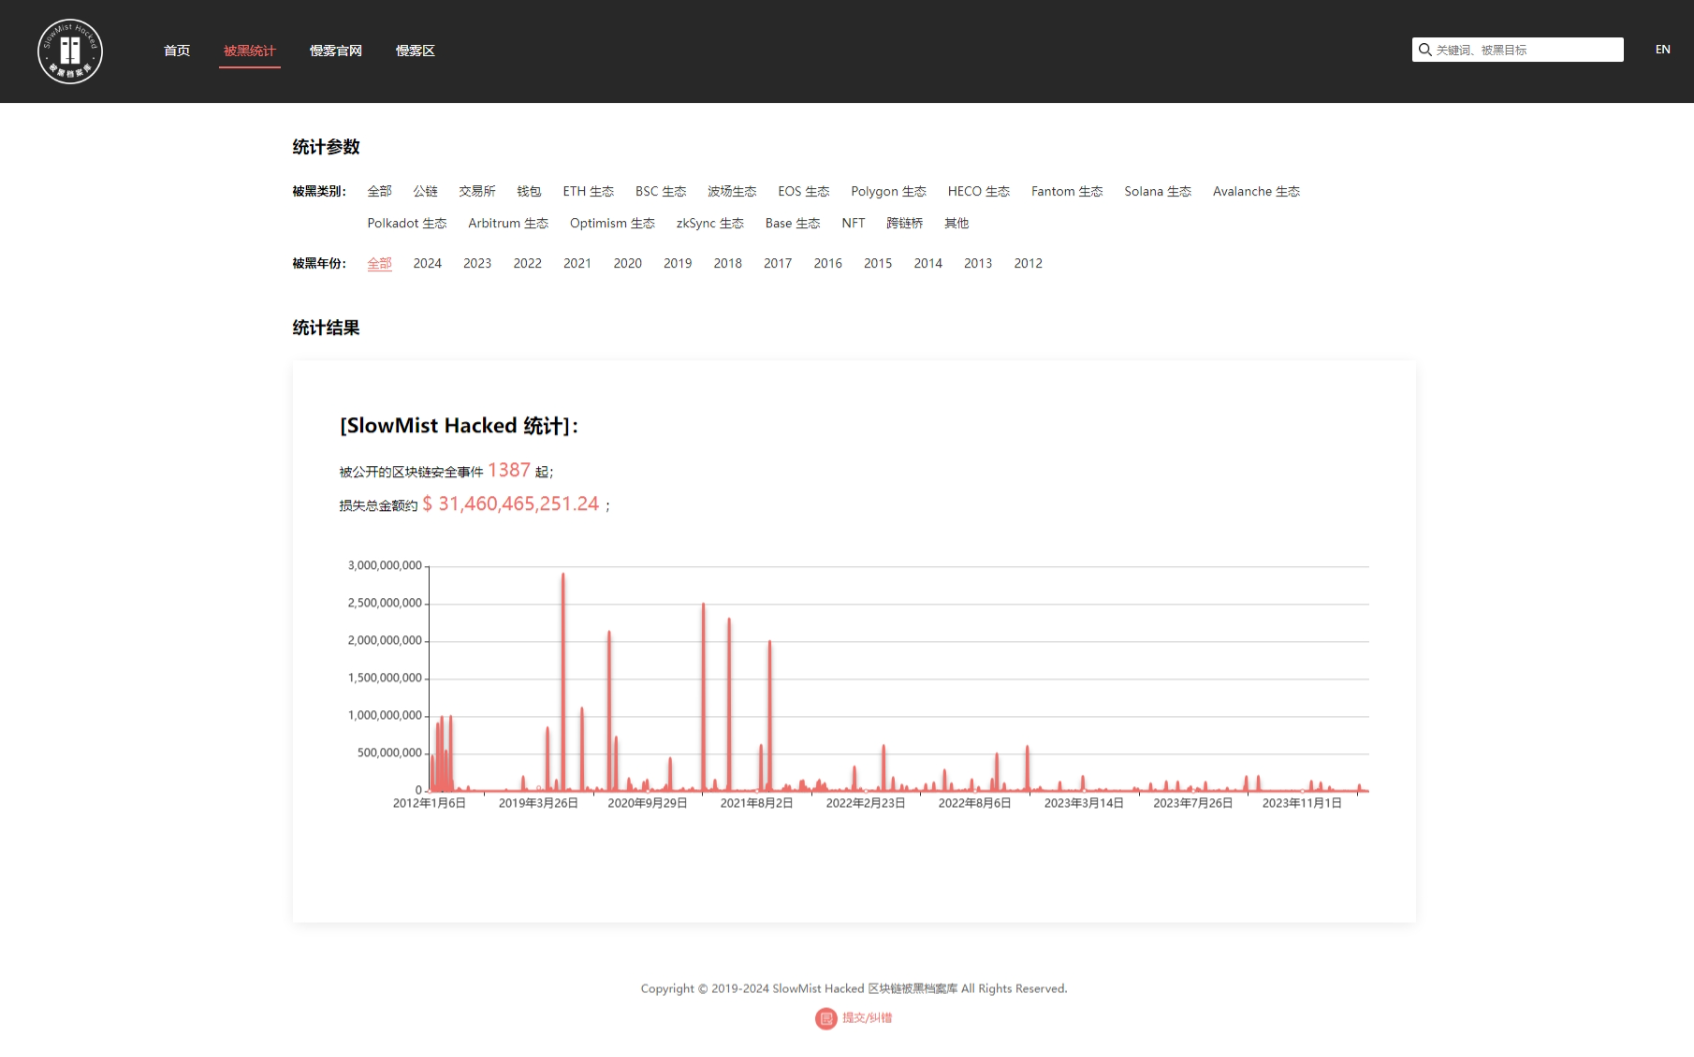 SlowMist Hacked
被黑档案库
首页 被黑统计 慢雾官网 慢雾区 关键词、被黑目标 EN
统计参数
被黑类别： 全部 公链 交易所 钱包 ETH 生态 BSC 生态 波场生态 EOS 生态 Polygon 生态 HECO 生态 Fantom 生态 Solana 生态 Avalanche 生态
Polkadot 生态 Arbitrum 生态 Optimism 生态 zkSync 生态 Base 生态 NFT 跨链桥 其他
被黑年份： 全部 2024 2023 2022 2021 2020 2019 2018 2017 2016 2015 2014 2013 2012
统计结果
[SlowMist Hacked 统计]：
被公开的区块链安全事件 1387 起；
损失总金额约 $ 31,460,465,251.24 ；
3,000,000,000
2,500,000,000
2,000,000,000
1,500,000,000
1,000,000,000
500,000,000
0
2012年1月6日 2019年3月26日 2020年9月29日 2021年8月2日 2022年2月23日 2022年8月6日 2023年3月14日 2023年7月26日 2023年11月1日
Copyright © 2019-2024 SlowMist Hacked 区块链被黑档案库 All Rights Reserved.
提交/纠错